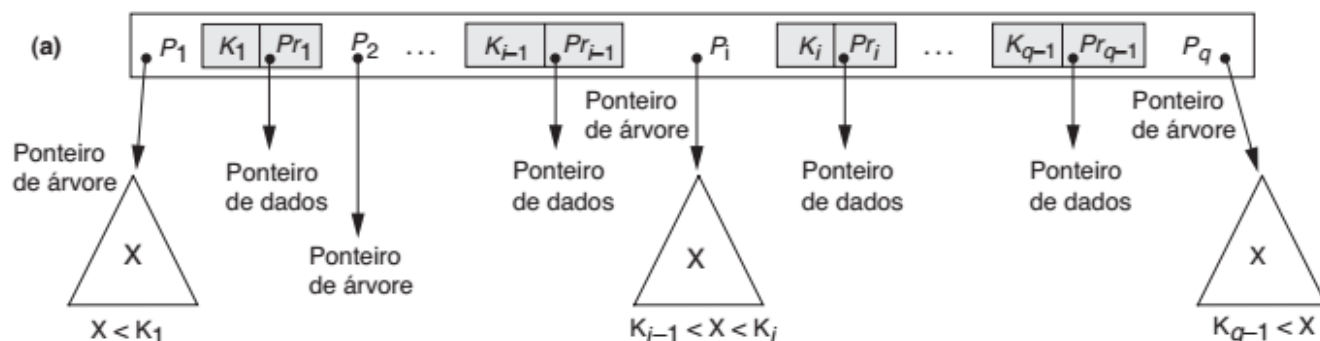 (a) P1 K1 Pr1 P2 ... Ki–1 Pri–1 Pi Ki Pri ... Kq–1 Prq–1 Pq
Ponteiro
de árvore
X
X < K1
Ponteiro
de dados
Ponteiro
de árvore
Ponteiro
de dados
Ponteiro
de árvore
X
Ki–1 < X < Ki
Ponteiro
de dados
Ponteiro
de dados
Ponteiro
de árvore
X
Kq–1 < X